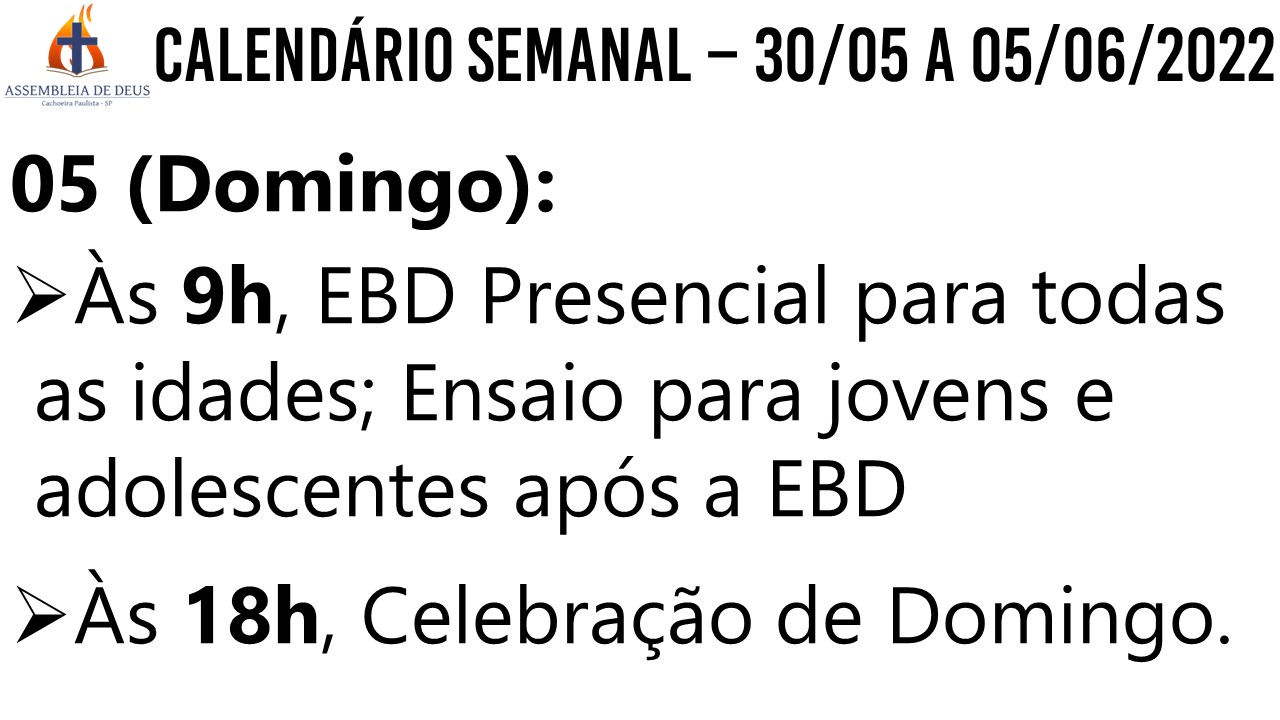 ASSEMBLEIA DE DEUS
Cachoeira Paulista - SP
CALENDÁRIO SEMANAL – 30/05 A 05/06/2022
05 (Domingo):
➢Às 9h, EBD Presencial para todas
as idades; Ensaio para jovens e
adolescentes após a EBD
➢Às 18h, Celebração de Domingo.